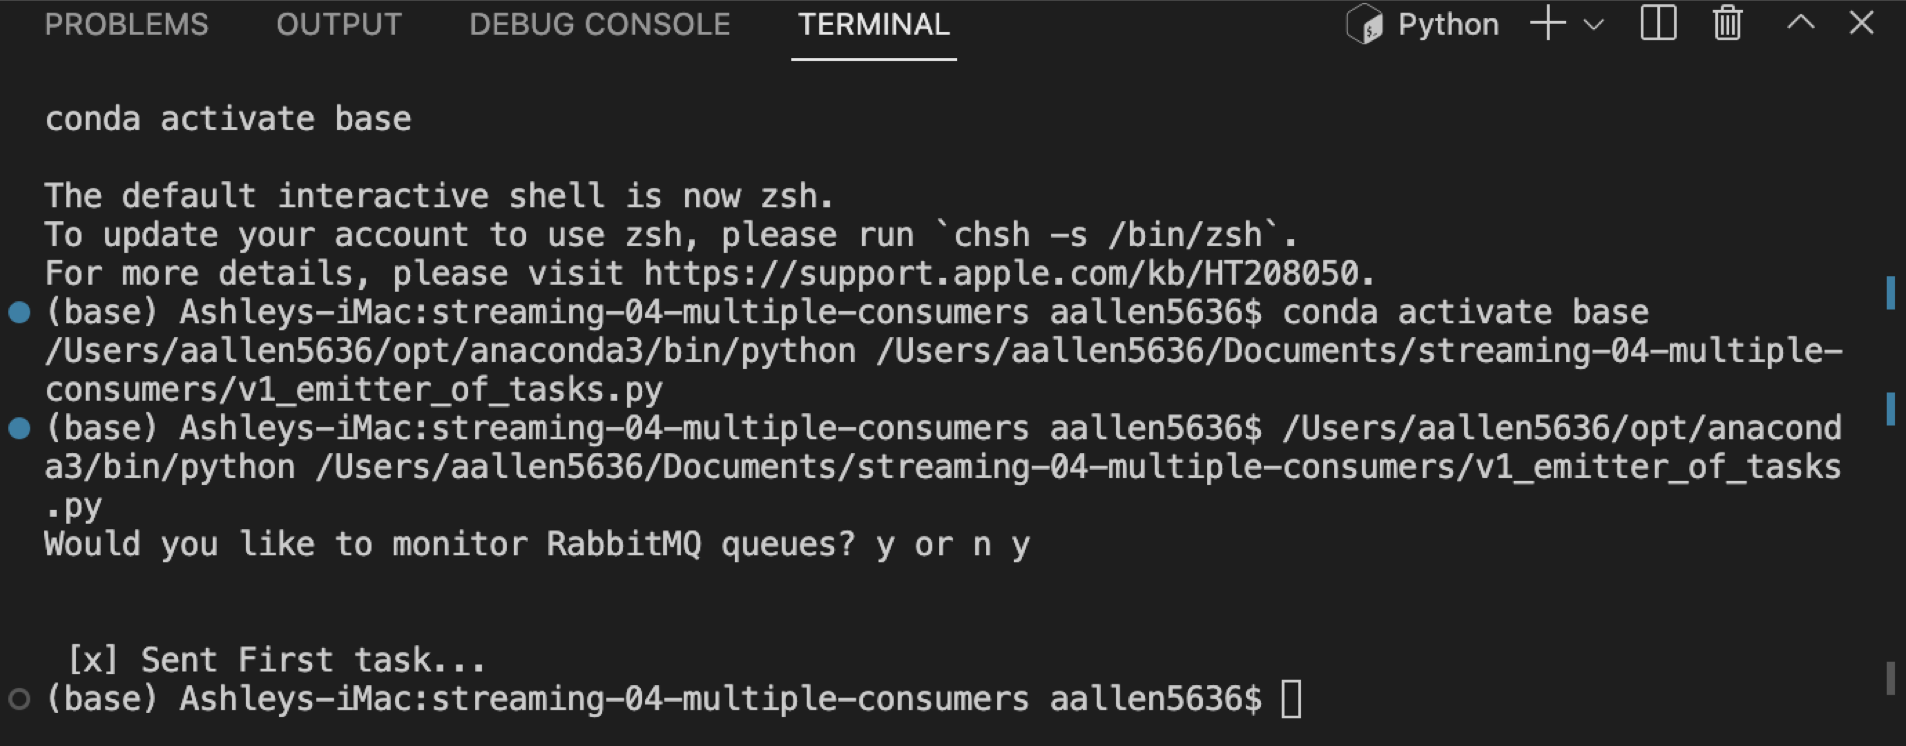 PROBLEMS OUTPUT DEBUG CONSOLE TERMINAL Python
conda activate base
The default interactive shell is now zsh.
To update your account to use zsh, please run `chsh -s /bin/zsh`.
For more details, please visit https://support.apple.com/kb/HT208050.
(base) Ashleys-iMac:streaming-04-multiple-consumers aallen5636$ conda activate base
/Users/aallen5636/opt/anaconda3/bin/python /Users/aallen5636/Documents/streaming-04-multiple-
consumers/v1_emitter_of_tasks.py
(base) Ashleys-iMac:streaming-04-multiple-consumers aallen5636$ /Users/aallen5636/opt/anacond
a3/bin/python /Users/aallen5636/Documents/streaming-04-multiple-consumers/v1_emitter_of_tasks
.py
Would you like to monitor RabbitMQ queues? y or n y
[x] Sent First task...
(base) Ashleys-iMac:streaming-04-multiple-consumers aallen5636$